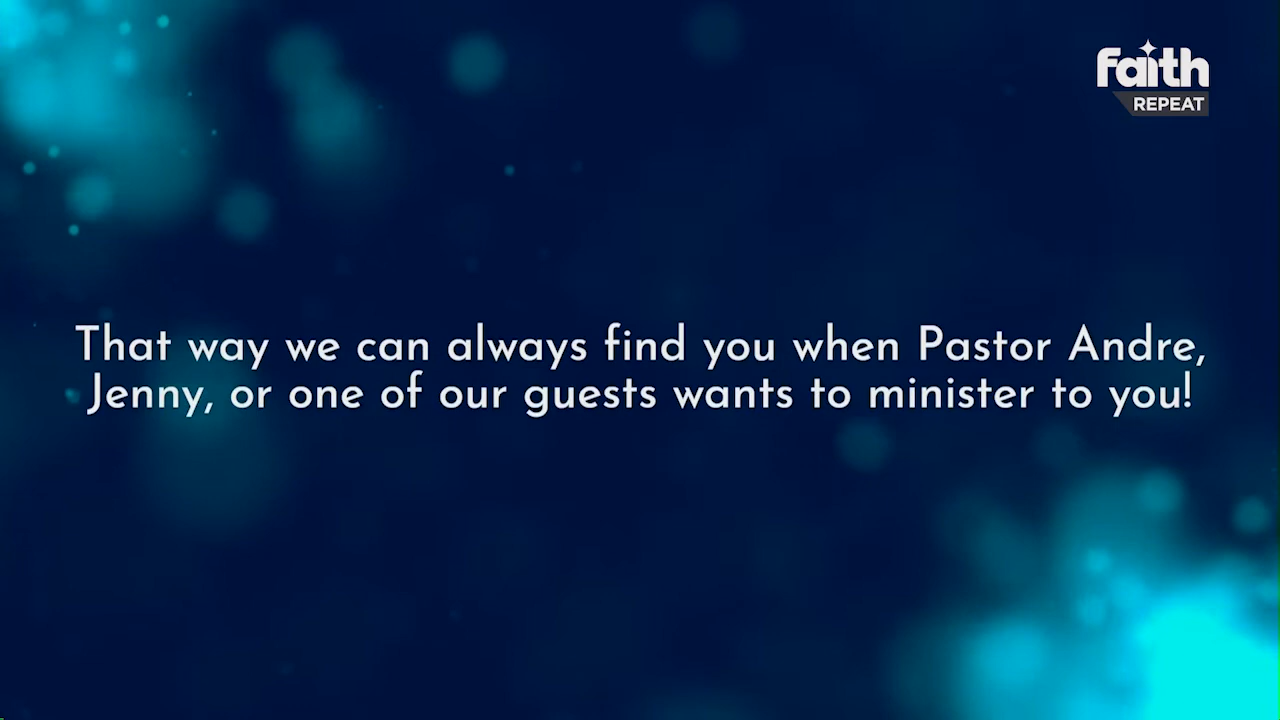 faith
REPEAT
That way we can always find you when Pastor Andre,
Jenny, or one of our guests wants to minister to you!